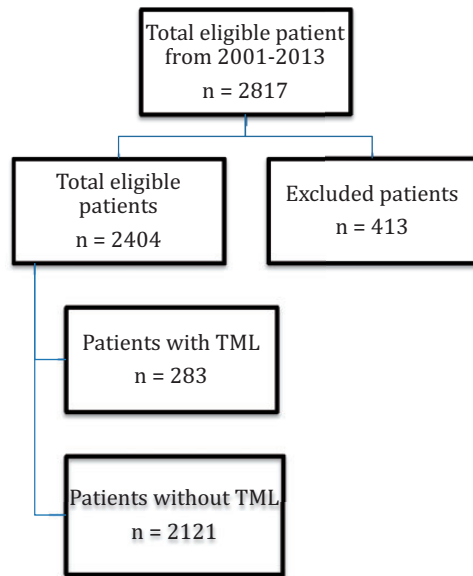 Total eligible patient
from 2001-2013
n = 2817
Total eligible
patients
n = 2404
Excluded patients
n = 413
Patients with TML
n = 283
Patients without TML
n = 2121